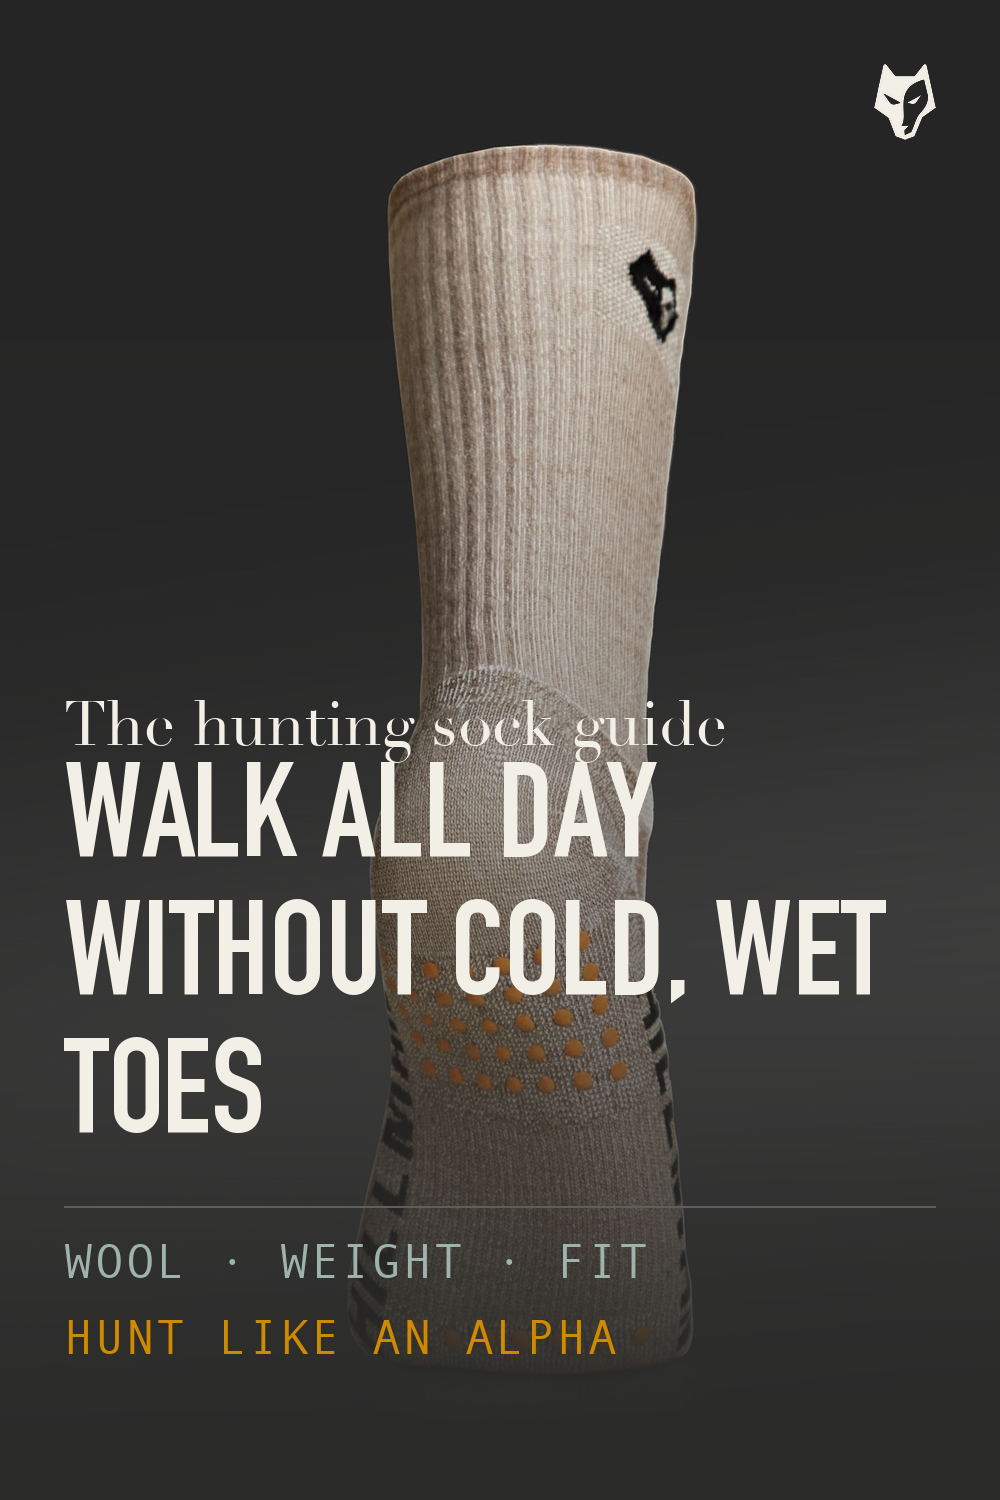 The hunting sock guide
WALK ALL DAY
WITHOUT COLD, WET
TOES
WOOL · WEIGHT · FIT
HUNT LIKE AN ALPHA